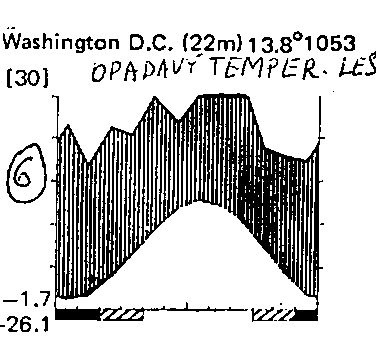 Washington D.C. (22m) 13.8° 1053
[30] OPADAVÝ TEMPER. LES
6
-1.7
-26.1